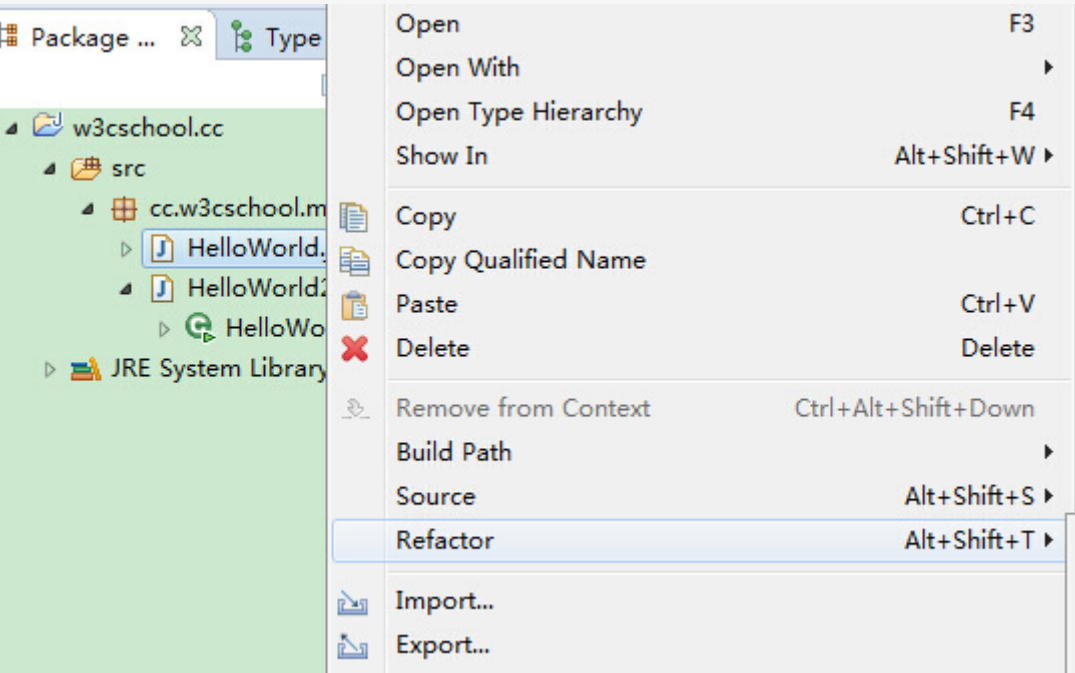 Package ...
Type
w3cschool.cc
src
cc.w3cschool.m
HelloWorld.
HelloWorld2
HelloWo
JRE System Library
Open F3
Open With
Open Type Hierarchy F4
Show In Alt+Shift+W
Copy Ctrl+C
Copy Qualified Name
Paste Ctrl+V
Delete Delete
Remove from Context Ctrl+Alt+Shift+Down
Build Path
Source Alt+Shift+S
Refactor Alt+Shift+T
Import...
Export...